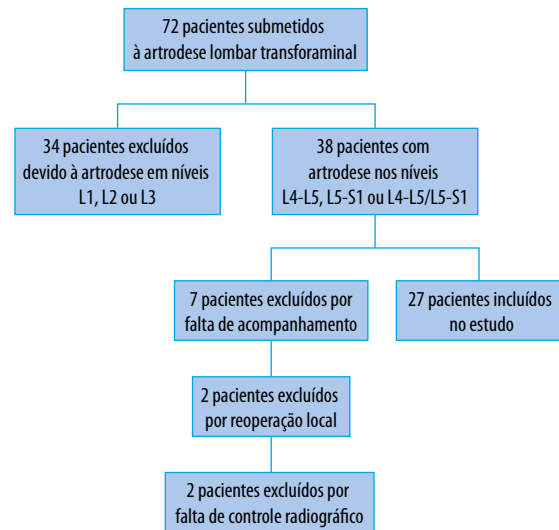 72 pacientes submetidos
à artrodese lombar transforaminal
34 pacientes excluídos
devido à artrodese em níveis
L1, L2 ou L3
38 pacientes com
artrodese nos níveis
L4-L5, L5-S1 ou L4-L5/L5-S1
7 pacientes excluídos por
falta de acompanhamento
27 pacientes incluídos
no estudo
2 pacientes excluídos
por reoperação local
2 pacientes excluídos por
falta de controle radiográfico